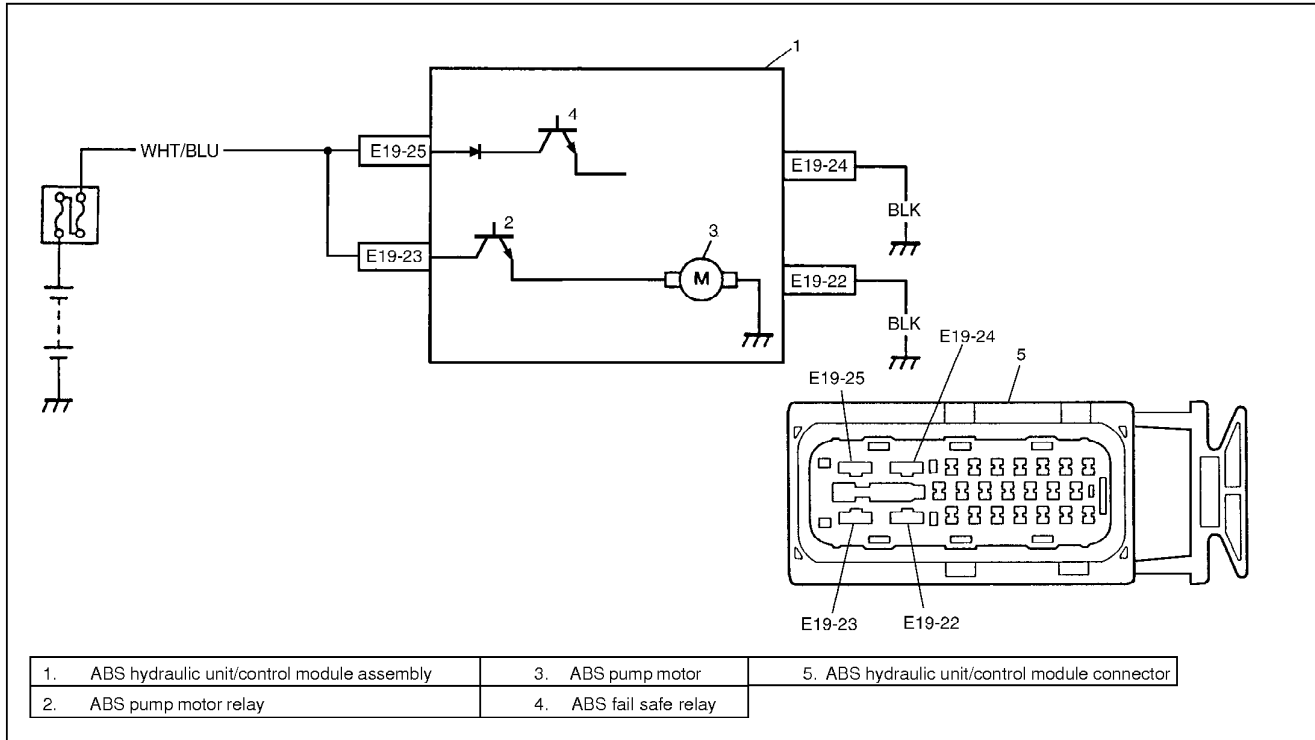 1
4
WHT/BLU
E19-25
E19-24
BLK
2
3
E19-23
M
E19-22
BLK
E19-24
5
E19-25
E19-23
E19-22
1. ABS hydraulic unit/control module assembly
3. ABS pump motor
5. ABS hydraulic unit/control module connector
2. ABS pump motor relay
4. ABS fail safe relay